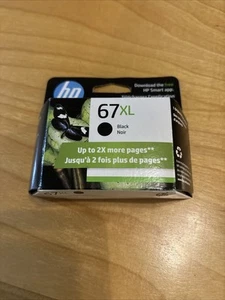 hp
Download the free
HP Smart app
67XL
Black
Noir
Up to 2X more pages**
Jusqu'à 2 fois plus de pages**